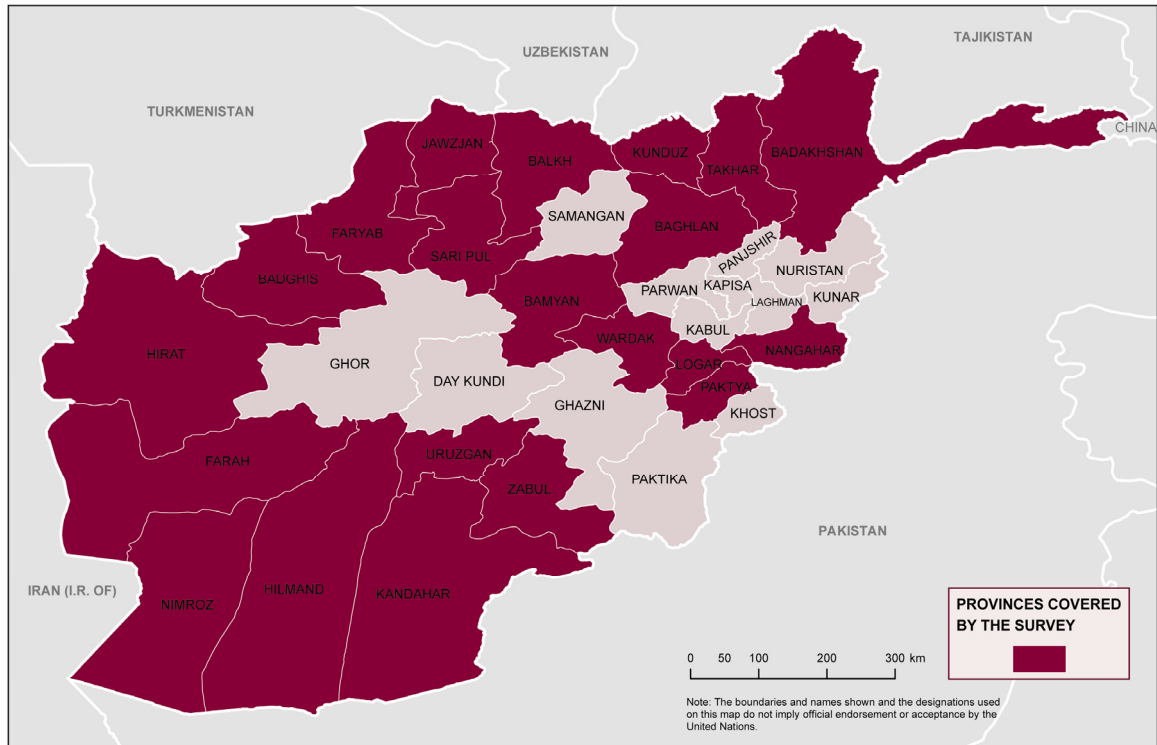 TAJIKISTAN
UZBEKISTAN
TURKMENISTAN
CHINA
JAWZJAN
BALKH
KUNDUZ
TAKHAR
BADAKHSHAN
SAMANGAN
FARYAB
BAGHLAN
SARI PUL
PANJSHIR
NURISTAN
BADGHIS
PARWAN
KAPISA
BAMYAN
LAGHMAN
KUNAR
KABUL
WARDAK
HIRAT
NANGAHAR
GHOR
LOGAR
DAY KUNDI
PAKTYA
GHAZNI
KHOST
URUZGAN
FARAH
PAKTIKA
ZABUL
PAKISTAN
IRAN (I.R. OF)
NIMROZ
HILMAND
KANDAHAR
PROVINCES COVERED
BY THE SURVEY
0 50 100 200 300 km
Note: The boundaries and names shown and the designations used
on this map do not imply official endorsement or acceptance by the
United Nations.